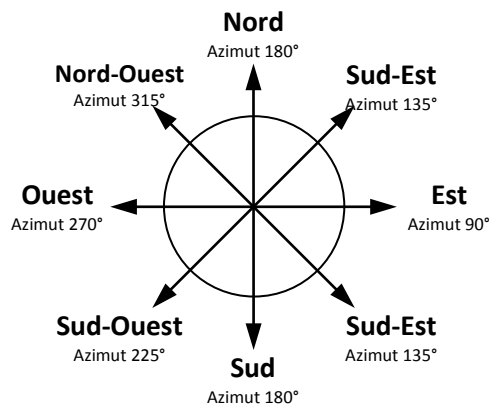 Nord
Azimut 180°
Nord-Ouest
Azimut 315°
Sud-Est
Azimut 135°
Ouest
Azimut 270°
Est
Azimut 90°
Sud-Ouest
Azimut 225°
Sud-Est
Azimut 135°
Sud
Azimut 180°